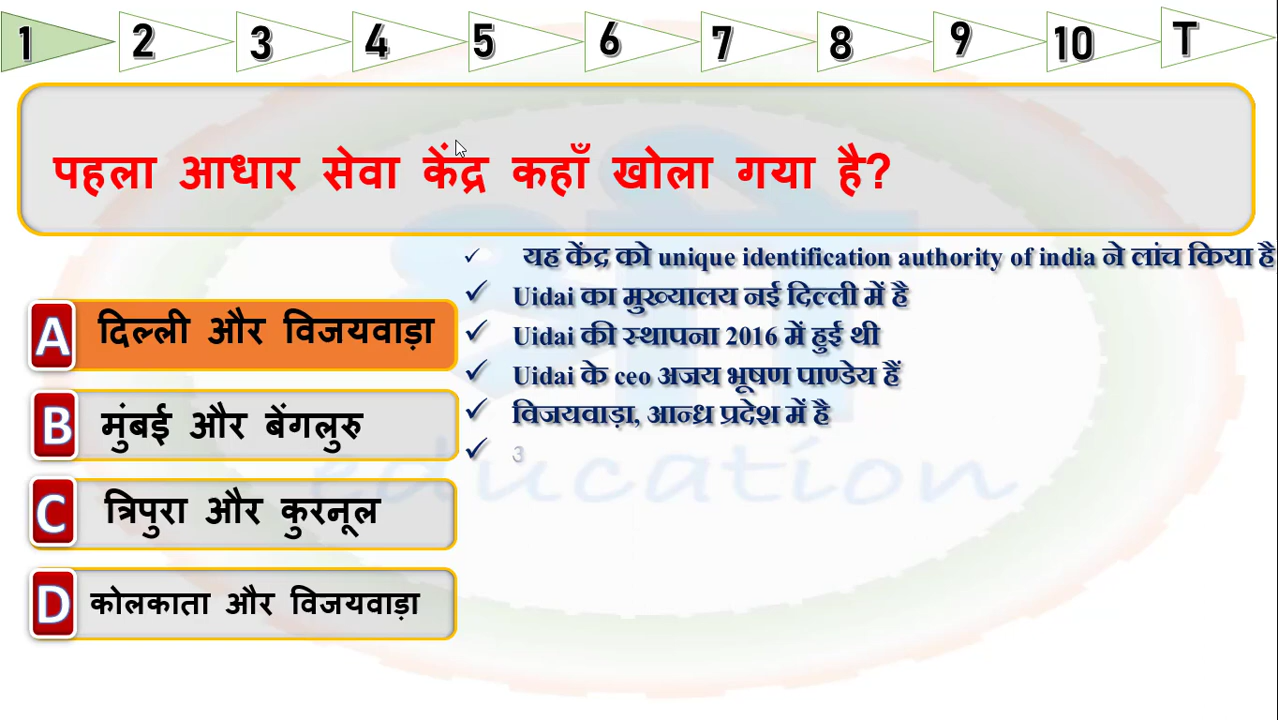 1 2 3 4 5 6 7 8 9 10 T
पहला आधार सेवा केंद्र कहाँ खोला गया है?
✓ यह केंद्र को unique identification authority of india ने लांच किया है
✓ Uidai का मुख्यालय नई दिल्ली में है
✓ Uidai की स्थापना 2016 में हुई थी
✓ Uidai के ceo अजय भूषण पाण्डेय हैं
✓ विजयवाड़ा, आन्ध्र प्रदेश में है
✓ 3
A दिल्ली और विजयवाड़ा
B मुंबई और बेंगलुरु
C त्रिपुरा और कुरनूल
D कोलकाता और विजयवाड़ा
education